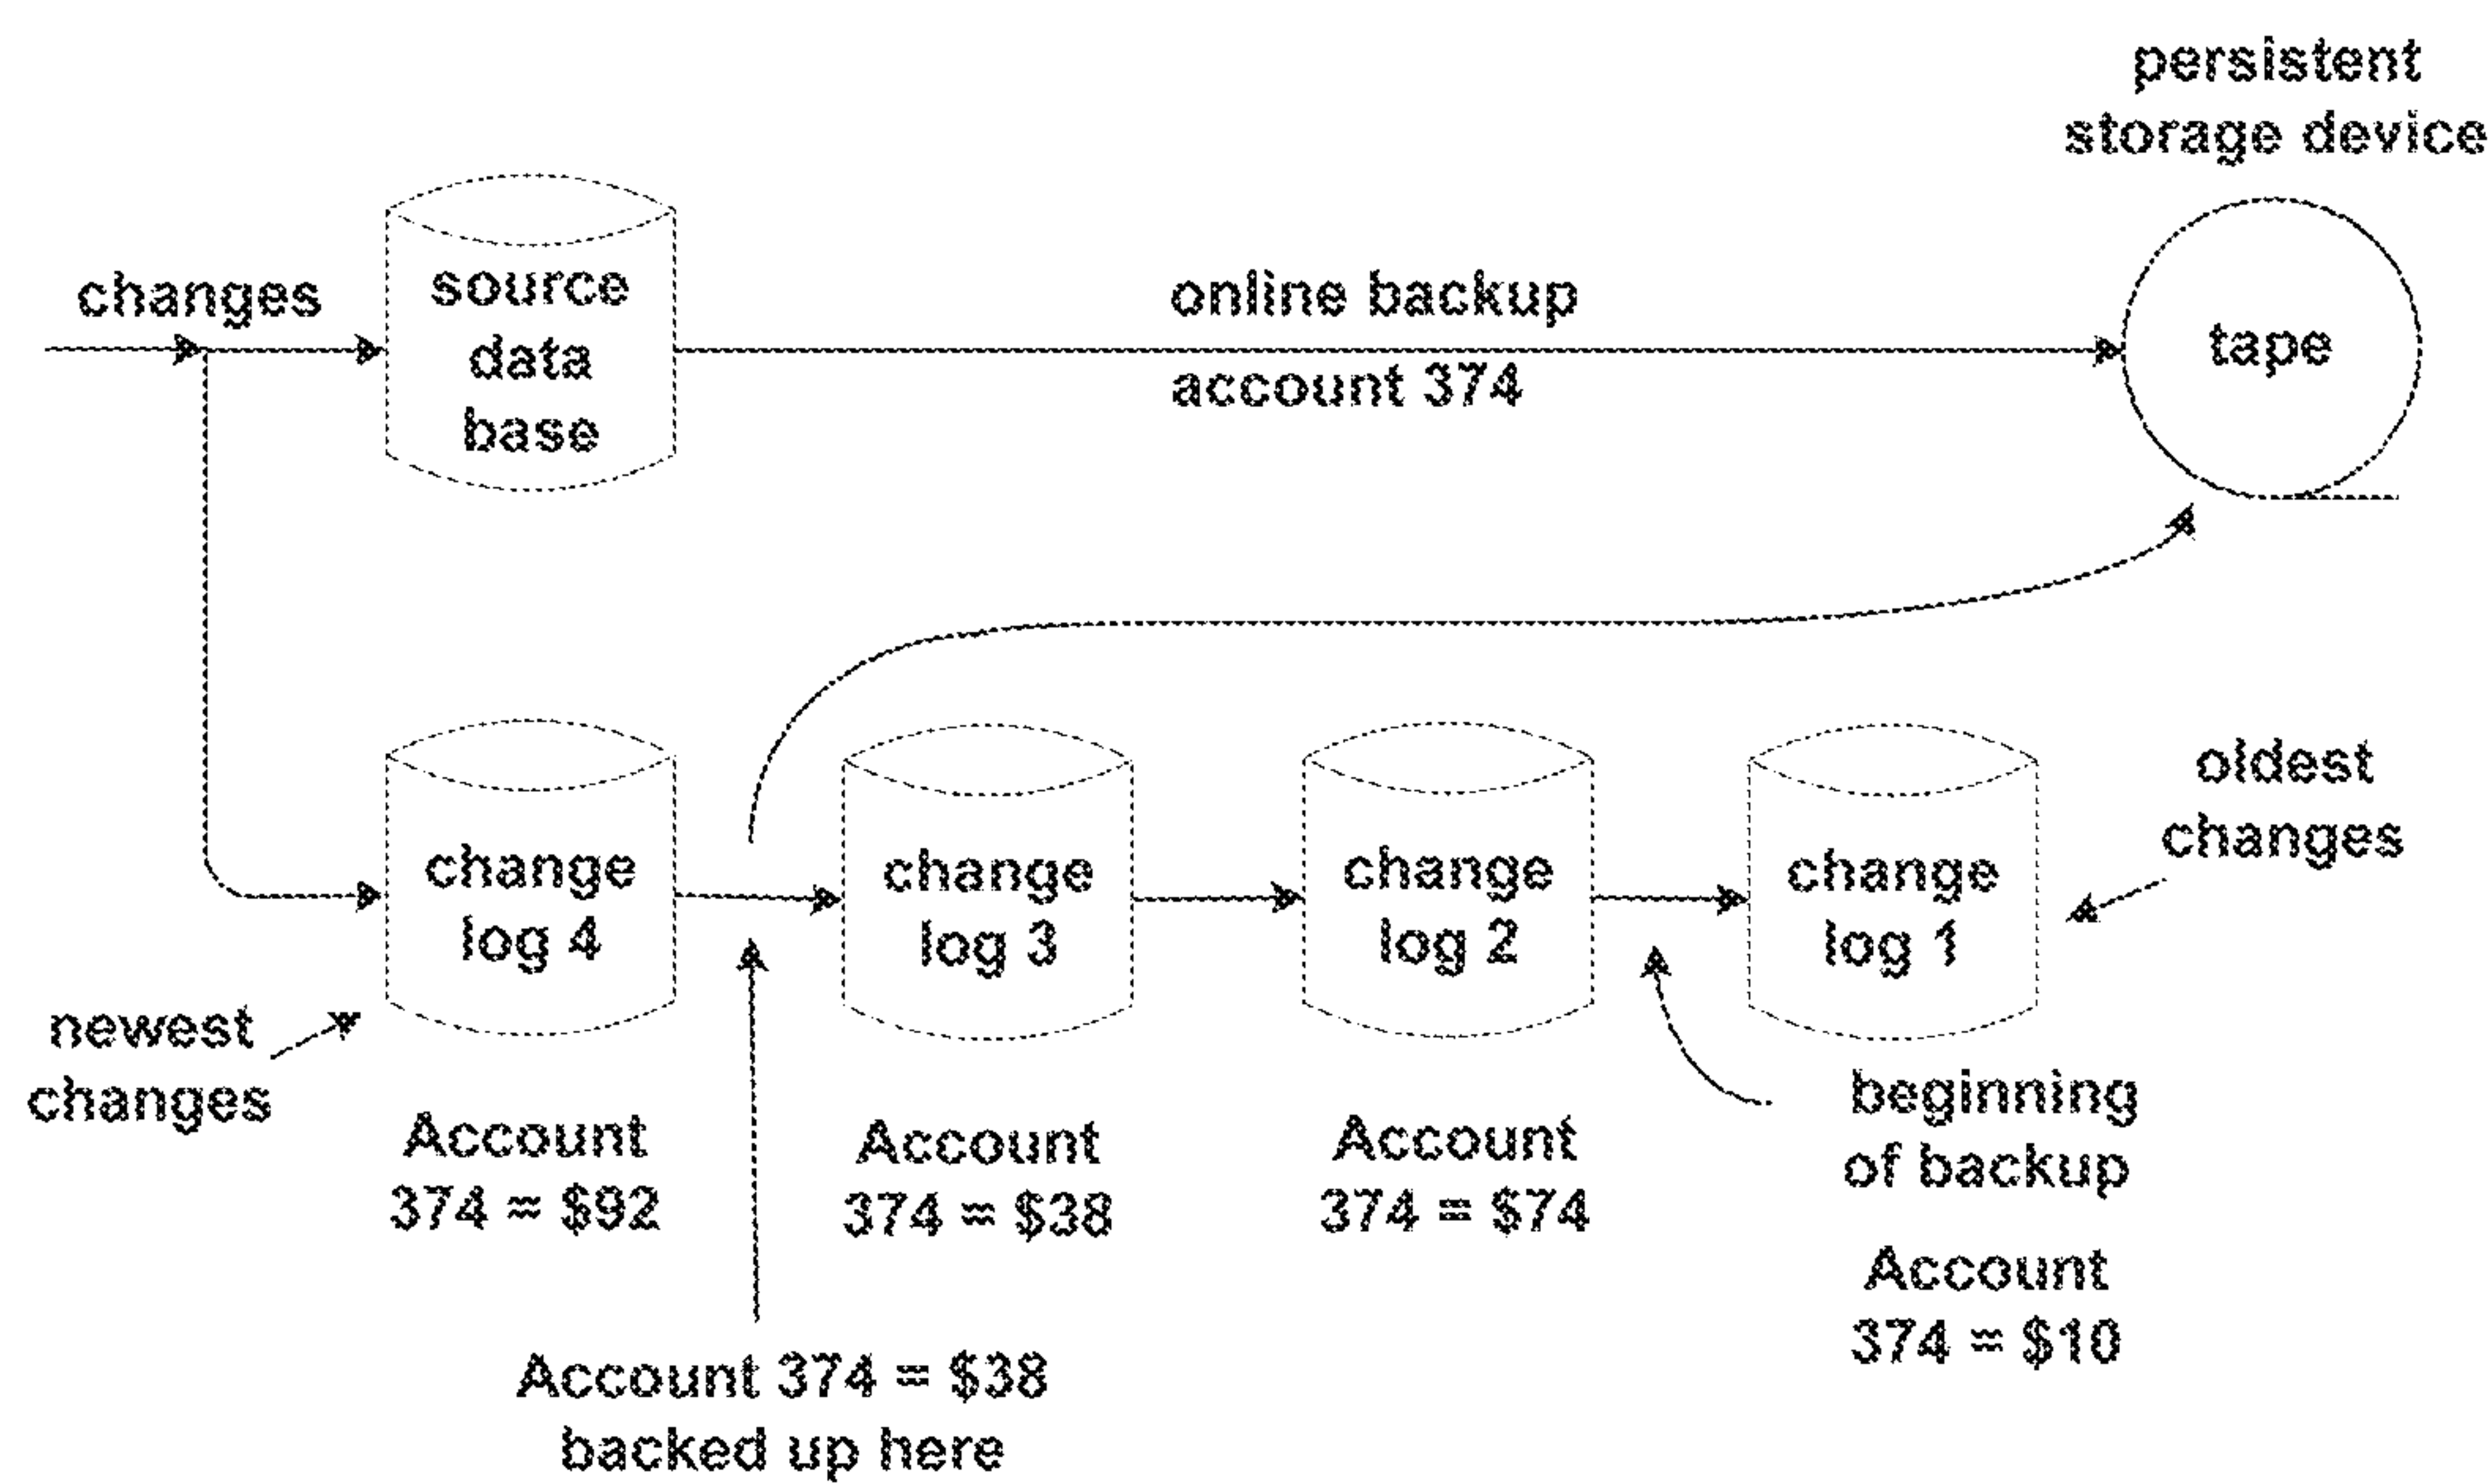 persistent
storage device
changes
source
data
base
online backup
account 374
tape
change
log 4
change
log 3
change
log 2
change
log 1
oldest
changes
newest
changes
Account
374 = $92
Account
374 = $38
Account
374 = $74
beginning
of backup
Account
374 = $10
Account 374 = $38
backed up here